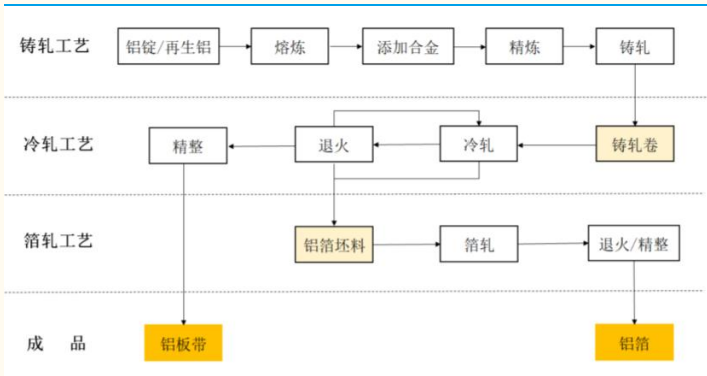 铸轧工艺
铝锭/再生铝
熔炼
添加合金
精炼
铸轧
冷轧工艺
精整
退火
冷轧
铸轧卷
箔轧工艺
铝箔坯料
箔轧
退火/精整
成 品
铝板带
铝箔